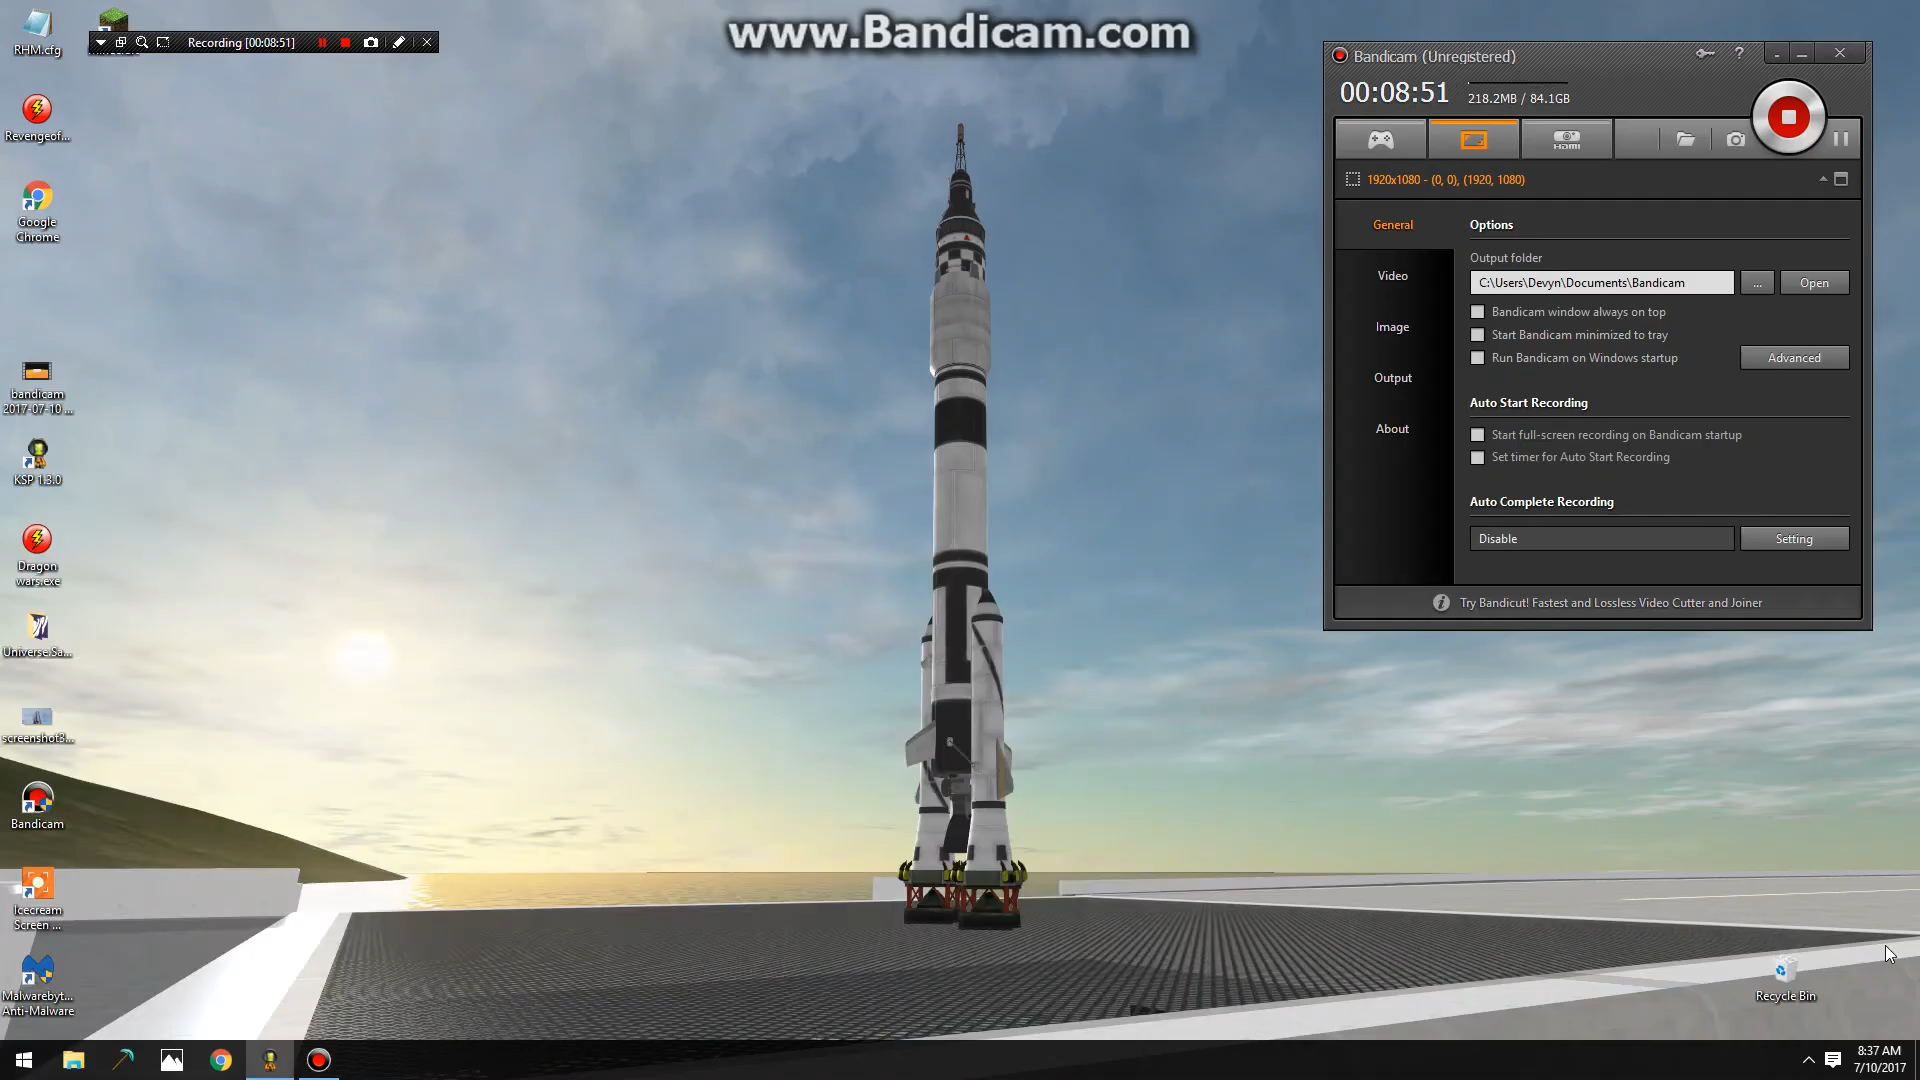 www.Bandicam.com
RHM.cfg
Recording [00:08:51]
Revengeof...
Google
Chrome
bandicam
2017-07-10 ...
KSP 1.3.0
Dragon
wars.exe
Universe.Sa...
screenshot3...
Bandicam
Icecream
Screen ...
Malwareby t...
Anti-Malware
Bandicam (Unregistered)
?
00:08:51
218.2MB / 84.1GB
HDMI
1920x1080 - (0, 0), (1920, 1080)
General
Video
Image
Output
About
Options
Output folder
C:\Users\Devyn\Documents\Bandicam
...
Open
Bandicam window always on top
Start Bandicam minimized to tray
Run Bandicam on Windows startup
Advanced
Auto Start Recording
Start full-screen recording on Bandicam startup
Set timer for Auto Start Recording
Auto Complete Recording
Disable
Setting
Try Bandicut! Fastest and Lossless Video Cutter and Joiner
Recycle Bin
8:37 AM
7/10/2017